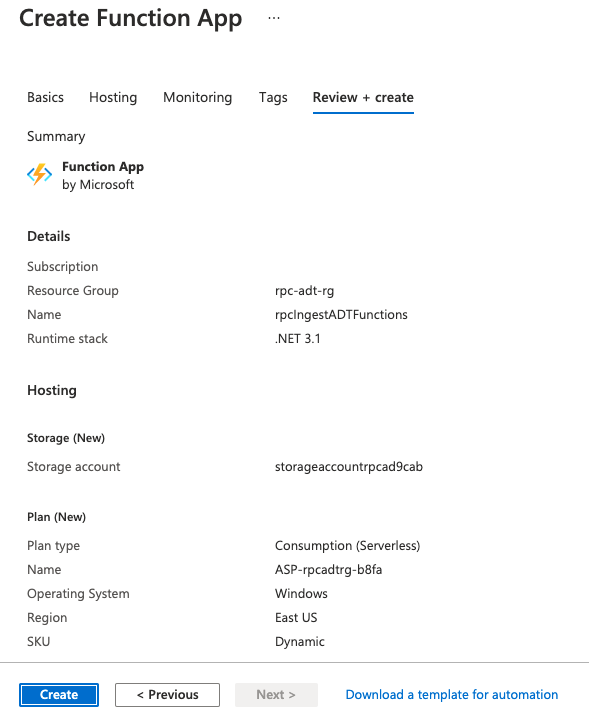 Create Function App ...
Basics Hosting Monitoring Tags Review + create
Summary
Function App
by Microsoft
Details
Subscription
Resource Group rpc-adt-rg
Name rpcIngestADTFunctions
Runtime stack .NET 3.1
Hosting
Storage (New)
Storage account storageaccountrpcad9cab
Plan (New)
Plan type Consumption (Serverless)
Name ASP-rpcadtrg-b8fa
Operating System Windows
Region East US
SKU Dynamic
Create < Previous Next > Download a template for automation